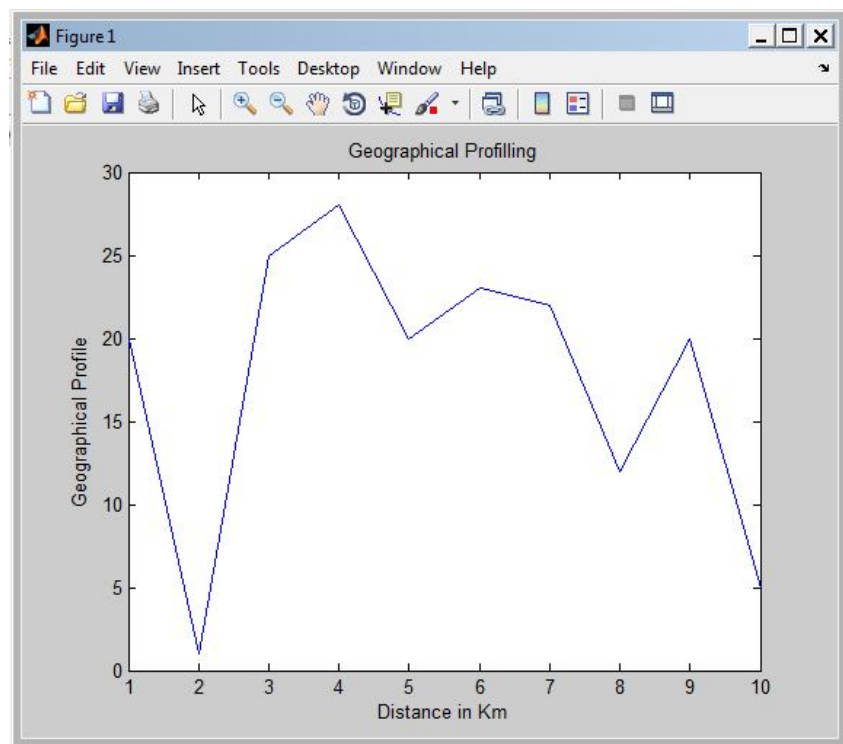 Figure 1
File Edit View Insert Tools Desktop Window Help
Geographical Profilling
30
25
20
15
10
5
0
Geographical Profile
1 2 3 4 5 6 7 8 9 10
Distance in Km